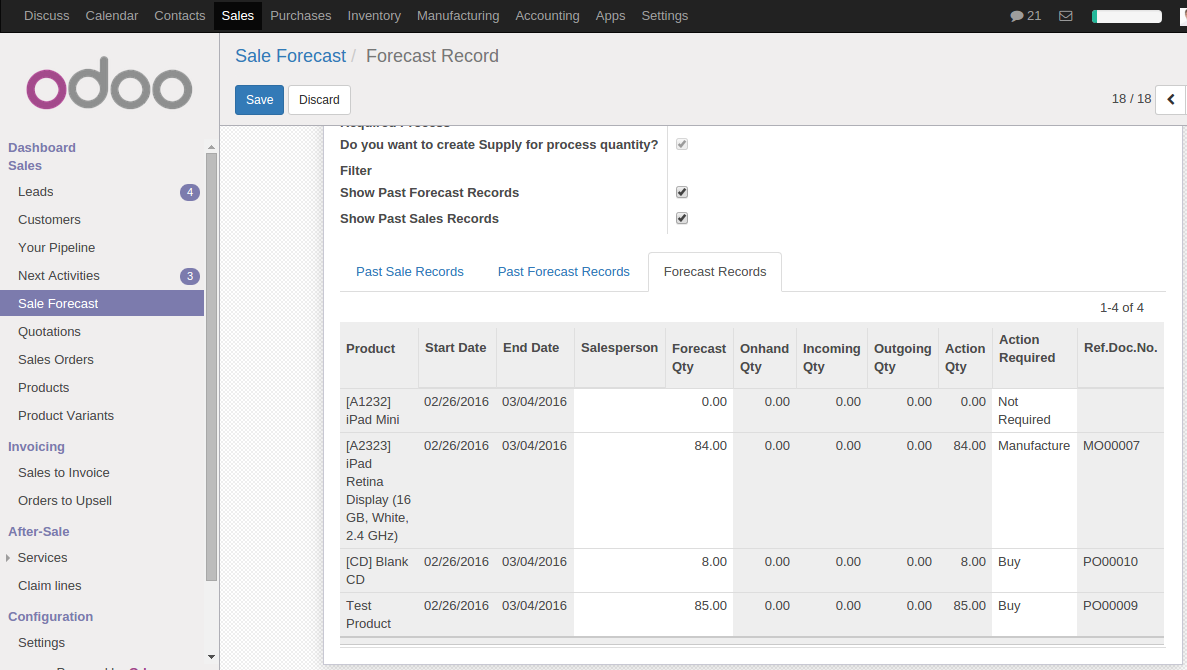 Discuss Calendar Contacts Sales Purchases Inventory Manufacturing Accounting Apps Settings 21
odoo
Sale Forecast / Forecast Record
Save Discard
18 / 18
Dashboard
Sales
Leads 4
Customers
Your Pipeline
Next Activities 3
Sale Forecast
Quotations
Sales Orders
Products
Product Variants
Invoicing
Sales to Invoice
Orders to Upsell
After-Sale
Services
Claim lines
Configuration
Settings
Required Process
Do you want to create Supply for process quantity?
Filter
Show Past Forecast Records
Show Past Sales Records
Past Sale Records Past Forecast Records Forecast Records
1-4 of 4
Product Start Date End Date Salesperson Forecast Qty Onhand Qty Incoming Qty Outgoing Qty Action Qty Action Required Ref.Doc.No.
[A1232] 02/26/2016 03/04/2016 0.00 0.00 0.00 0.00 0.00 Not
iPad Mini Required
[A2323] 02/26/2016 03/04/2016 84.00 0.00 0.00 0.00 84.00 Manufacture MO00007
iPad
Retina
Display (16
GB, White,
2.4 GHz)
[CD] Blank 02/26/2016 03/04/2016 8.00 0.00 0.00 0.00 8.00 Buy PO00010
CD
Test 02/26/2016 03/04/2016 85.00 0.00 0.00 0.00 85.00 Buy PO00009
Product